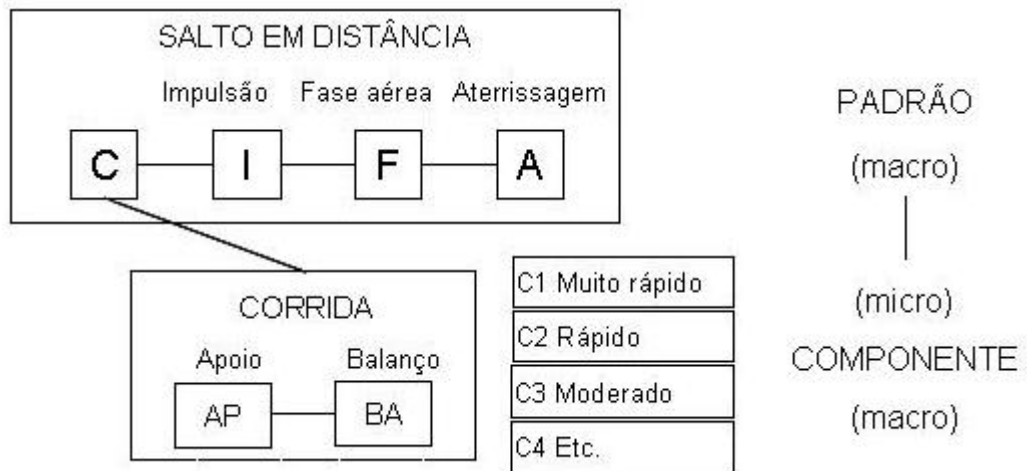 SALTO EM DISTÂNCIA
Impulsão Fase aérea Aterrissagem
C I F A
PADRÃO
(macro)
CORRIDA
Apoio Balanço
AP BA
C1 Muito rápido
C2 Rápido
C3 Moderado
C4 Etc.
(micro)
COMPONENTE
(macro)